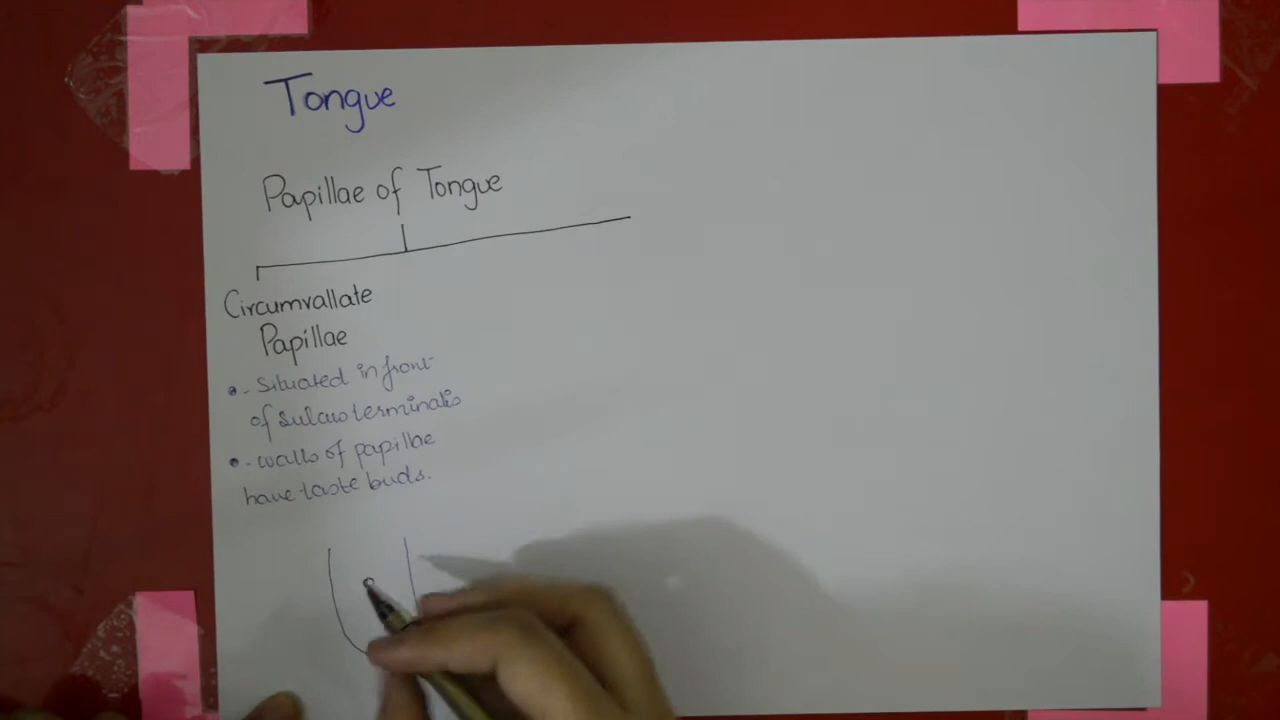 Tongue
Papillae of Tongue
Circumvallate
Papillae
- Situated in front
of sulcus terminalis
- walls of papillae
have taste buds.